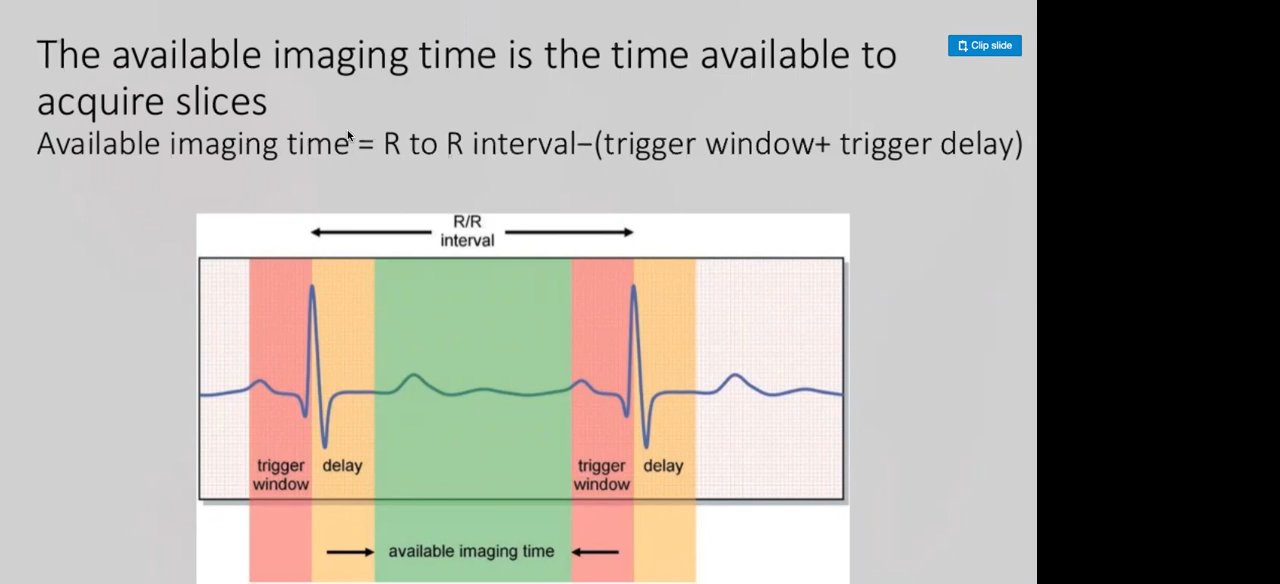 The available imaging time is the time available to
acquire slices
Available imaging time = R to R interval–(trigger window+ trigger delay)
Clip slide
R/R
interval
trigger
window
delay
trigger
window
delay
available imaging time